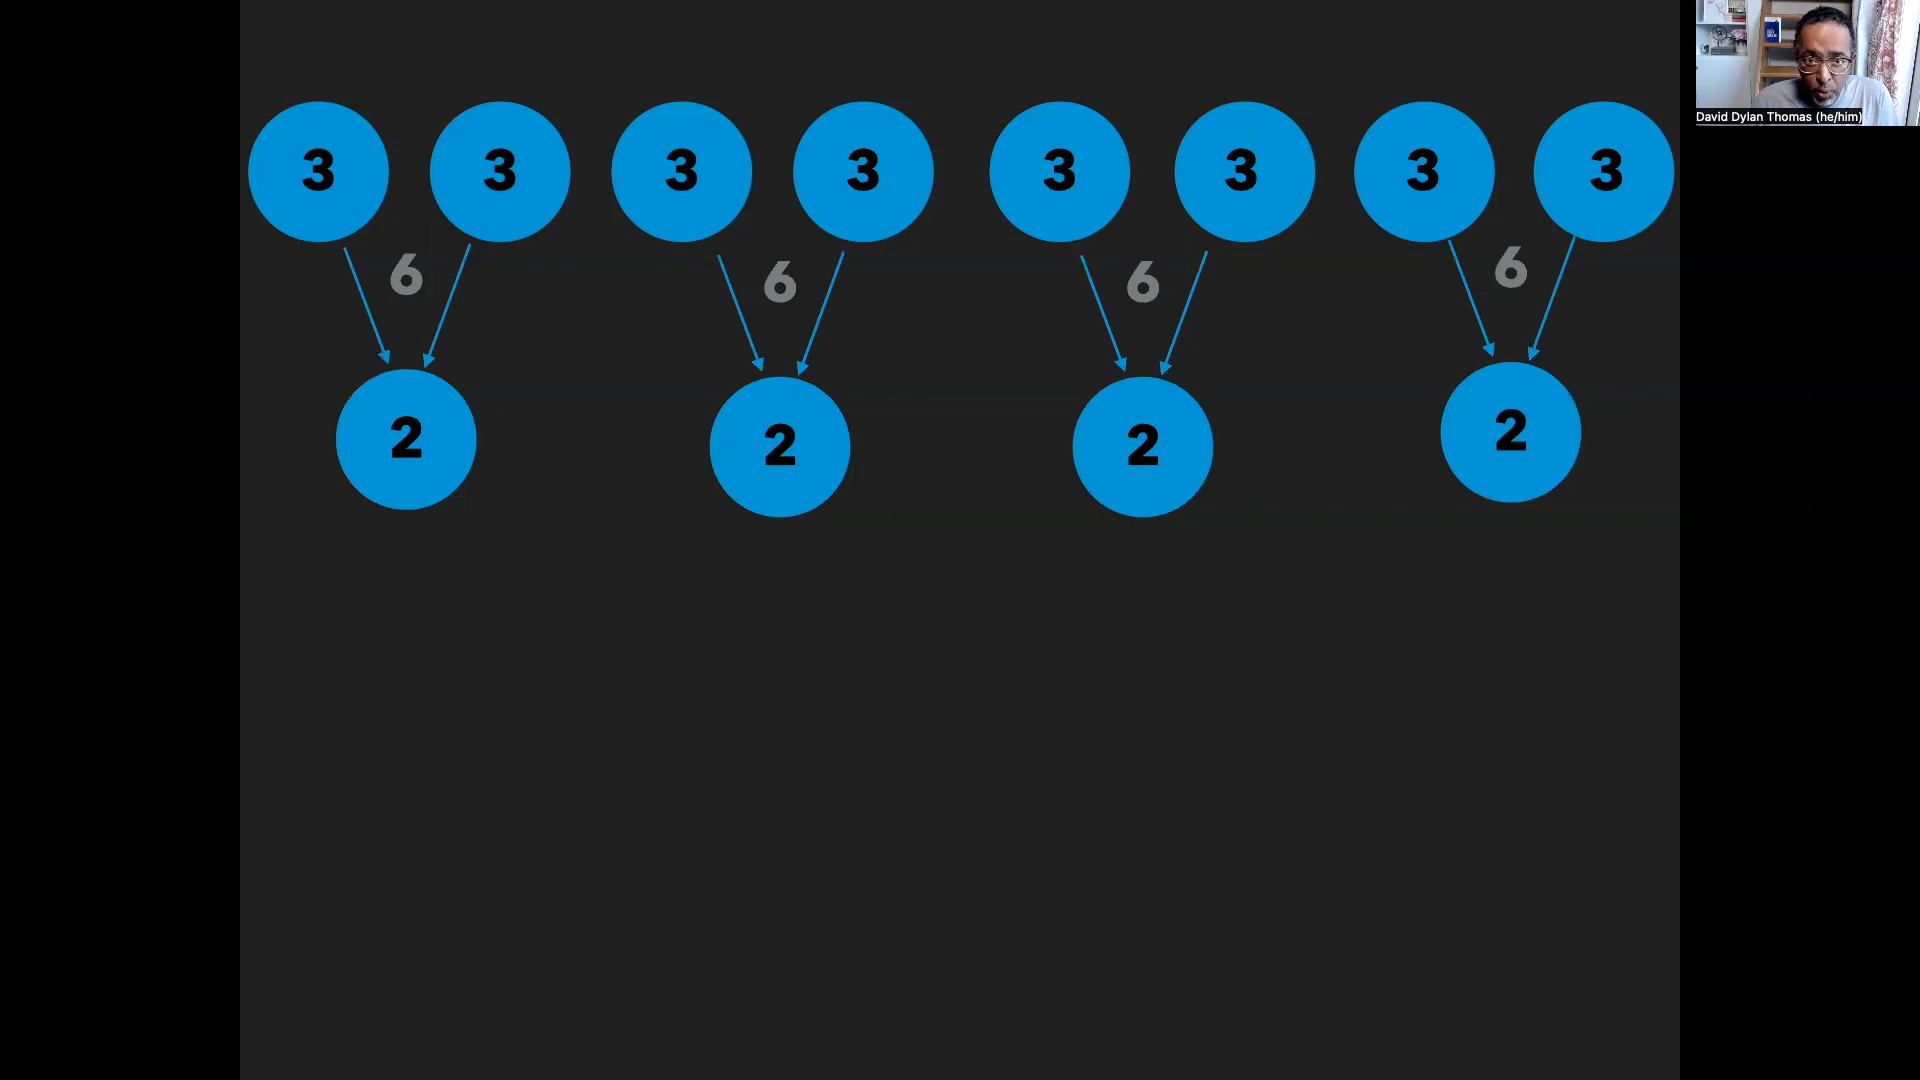 3 3 3 3 3 3 3 3
6 6 6 6
2 2 2 2
David Dylan Thomas (he/him)